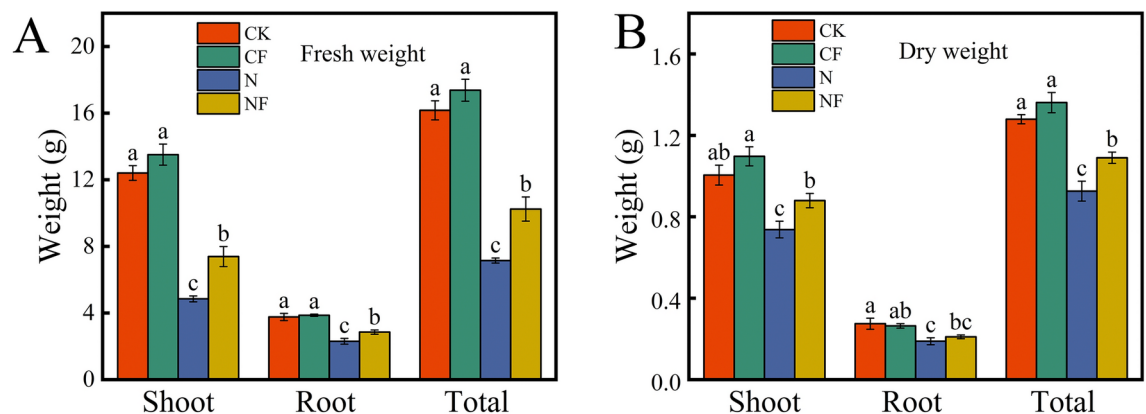 A
Fresh weight
CK
CF
N
NF
Weight (g)
20
16
12
8
4
0
a
a
c
b
a
a
c
b
a
a
c
b
Shoot
Root
Total
B
Dry weight
CK
CF
N
NF
Weight (g)
1.6
1.2
0.8
0.4
0.0
ab
a
c
b
a
ab
c
bc
a
a
c
b
Shoot
Root
Total